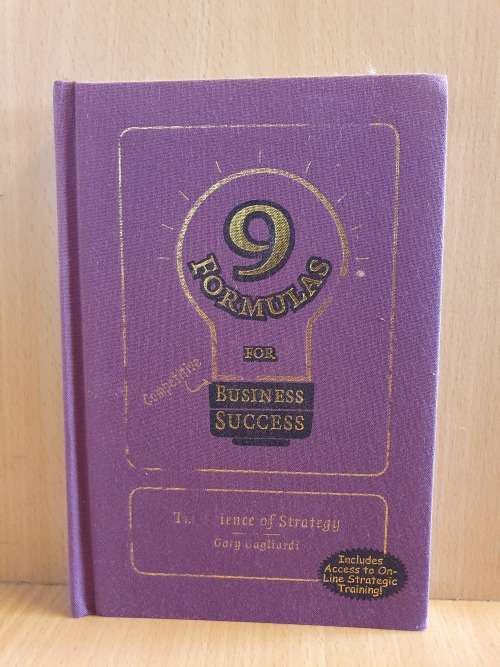 9
FORMULAS
FOR
Competitive
BUSINESS
SUCCESS
of Strategy
Gary Gagliardi
Includes
Access to On-
Line Strategic
Training!